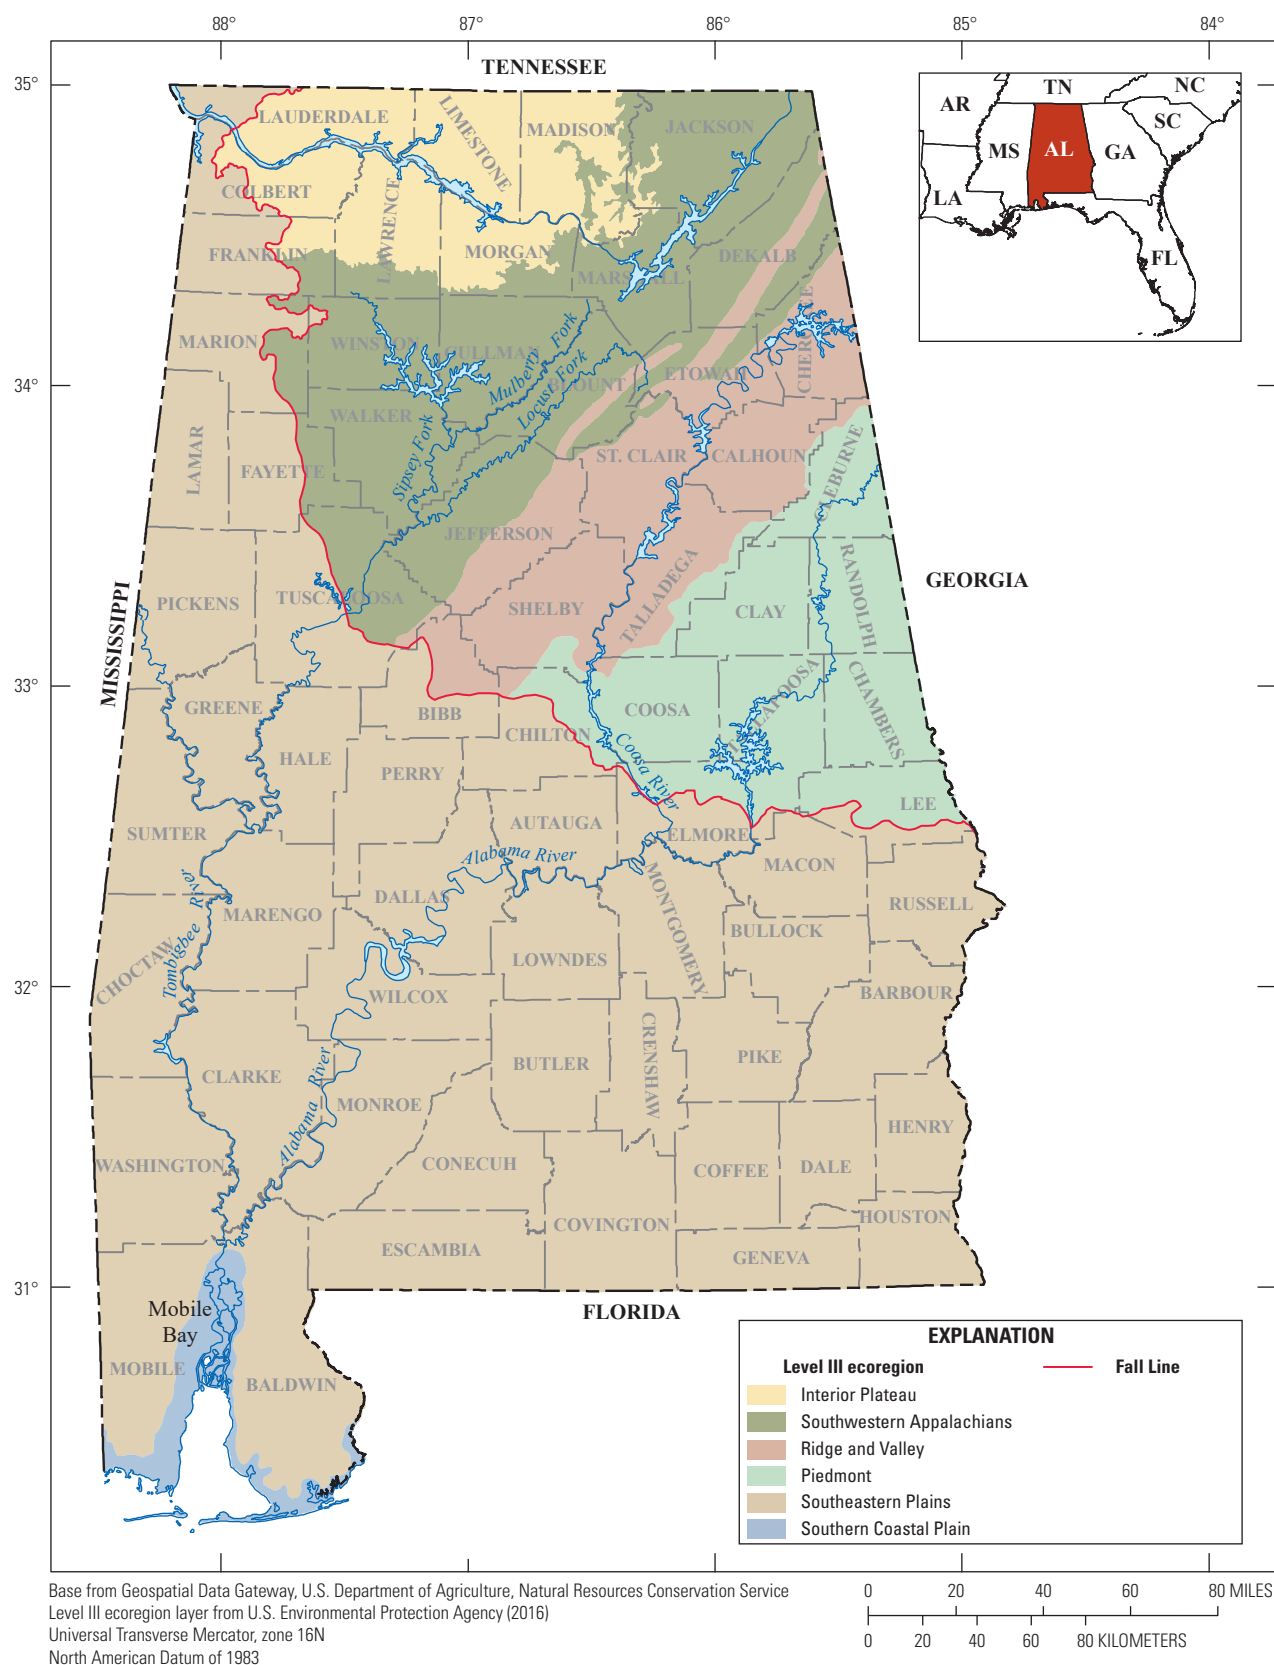 88°
87°
86°
85°
84°
35°
34°
33°
32°
31°
TENNESSEE
MISSISSIPPI
GEORGIA
FLORIDA
AR
TN
NC
SC
MS
AL
GA
LA
FL
LAUDERDALE
LIMESTONE
MADISON
JACKSON
COLBERT
LAWRENCE
FRANKLIN
MORGAN
MARSHALL
DEKALB
CHEROKEE
MARION
WINSTON
CULLMAN
Mulberry Fork
Locust Fork
BLOUNT
ETOWAH
WALKER
Sipsey Fork
LAMAR
FAYETTE
ST. CLAIR
CALHOUN
CLEBURNE
JEFFERSON
PICKENS
TUSCALOOSA
SHELBY
TALLADEGA
CLAY
RANDOLPH
GREENE
BIBB
COOSA
TALLAPOOSA
CHAMBERS
HALE
CHILTON
Coosa River
PERRY
LEE
SUMTER
AUTAUGA
ELMORE
Alabama River
MACON
Tombigbee River
MARENGO
DALLAS
MONTGOMERY
RUSSELL
BULLOCK
CHOCTAW
LOWNDES
WILCOX
BARBOUR
CLARKE
BUTLER
CRENSHAW
PIKE
Alabama River
MONROE
HENRY
WASHINGTON
CONECUH
COFFEE
DALE
COVINGTON
HOUSTON
ESCAMBIA
GENEVA
Mobile
Bay
MOBILE
BALDWIN
EXPLANATION
Level III ecoregion
Fall Line
Interior Plateau
Southwestern Appalachians
Ridge and Valley
Piedmont
Southeastern Plains
Southern Coastal Plain
Base from Geospatial Data Gateway, U.S. Department of Agriculture, Natural Resources Conservation Service
Level III ecoregion layer from U.S. Environmental Protection Agency (2016)
Universal Transverse Mercator, zone 16N
North American Datum of 1983
0 20 40 60 80 MILES
0 20 40 60 80 KILOMETERS